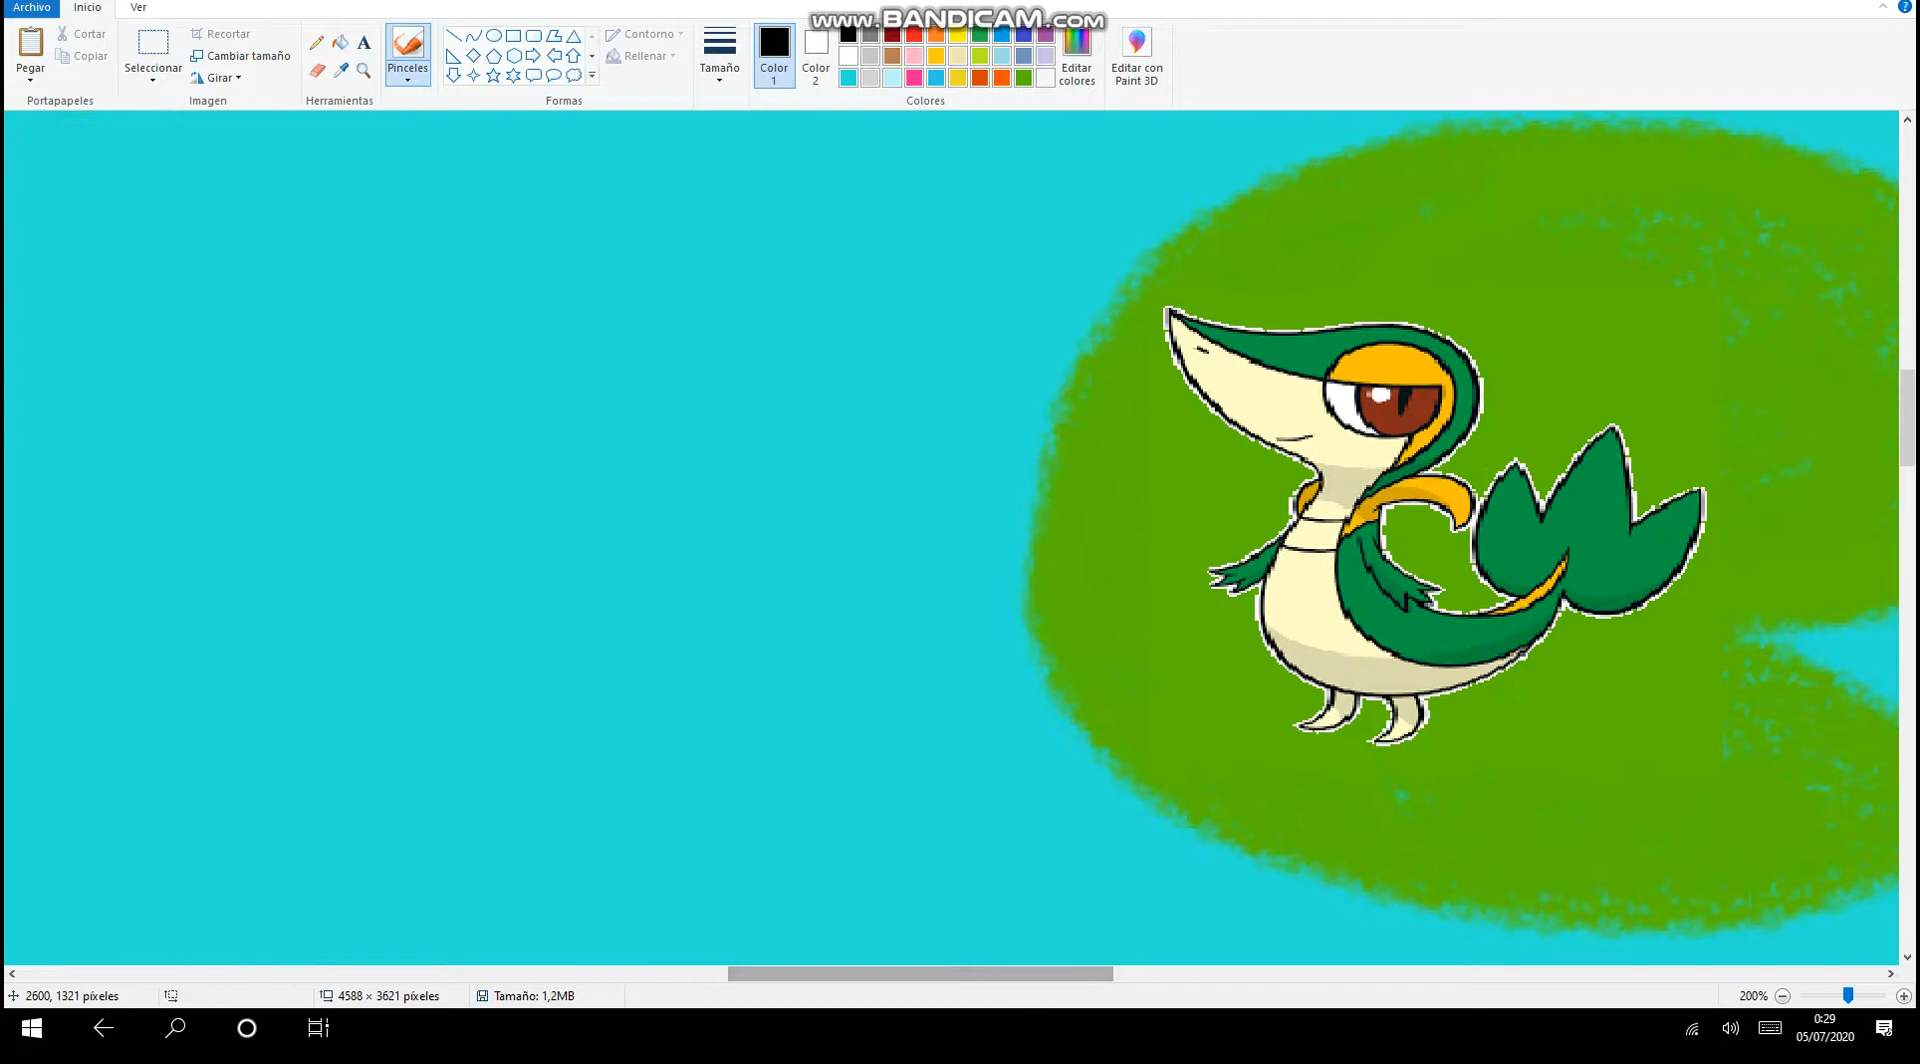 Archivo Inicio Ver
www.BANDICAM.com
Pegar
Cortar
Copiar
Portapapeles
Seleccionar
Recortar
Cambiar tamaño
Girar
Imagen
A
Herramientas
Pinceles
Contorno
Rellenar
Formas
Tamaño
Color 1
Color 2
Editar colores
Colores
Editar con Paint 3D
2600, 1321 píxeles
4588 × 3621 píxeles
Tamaño: 1,2MB
200%
0:29
05/07/2020